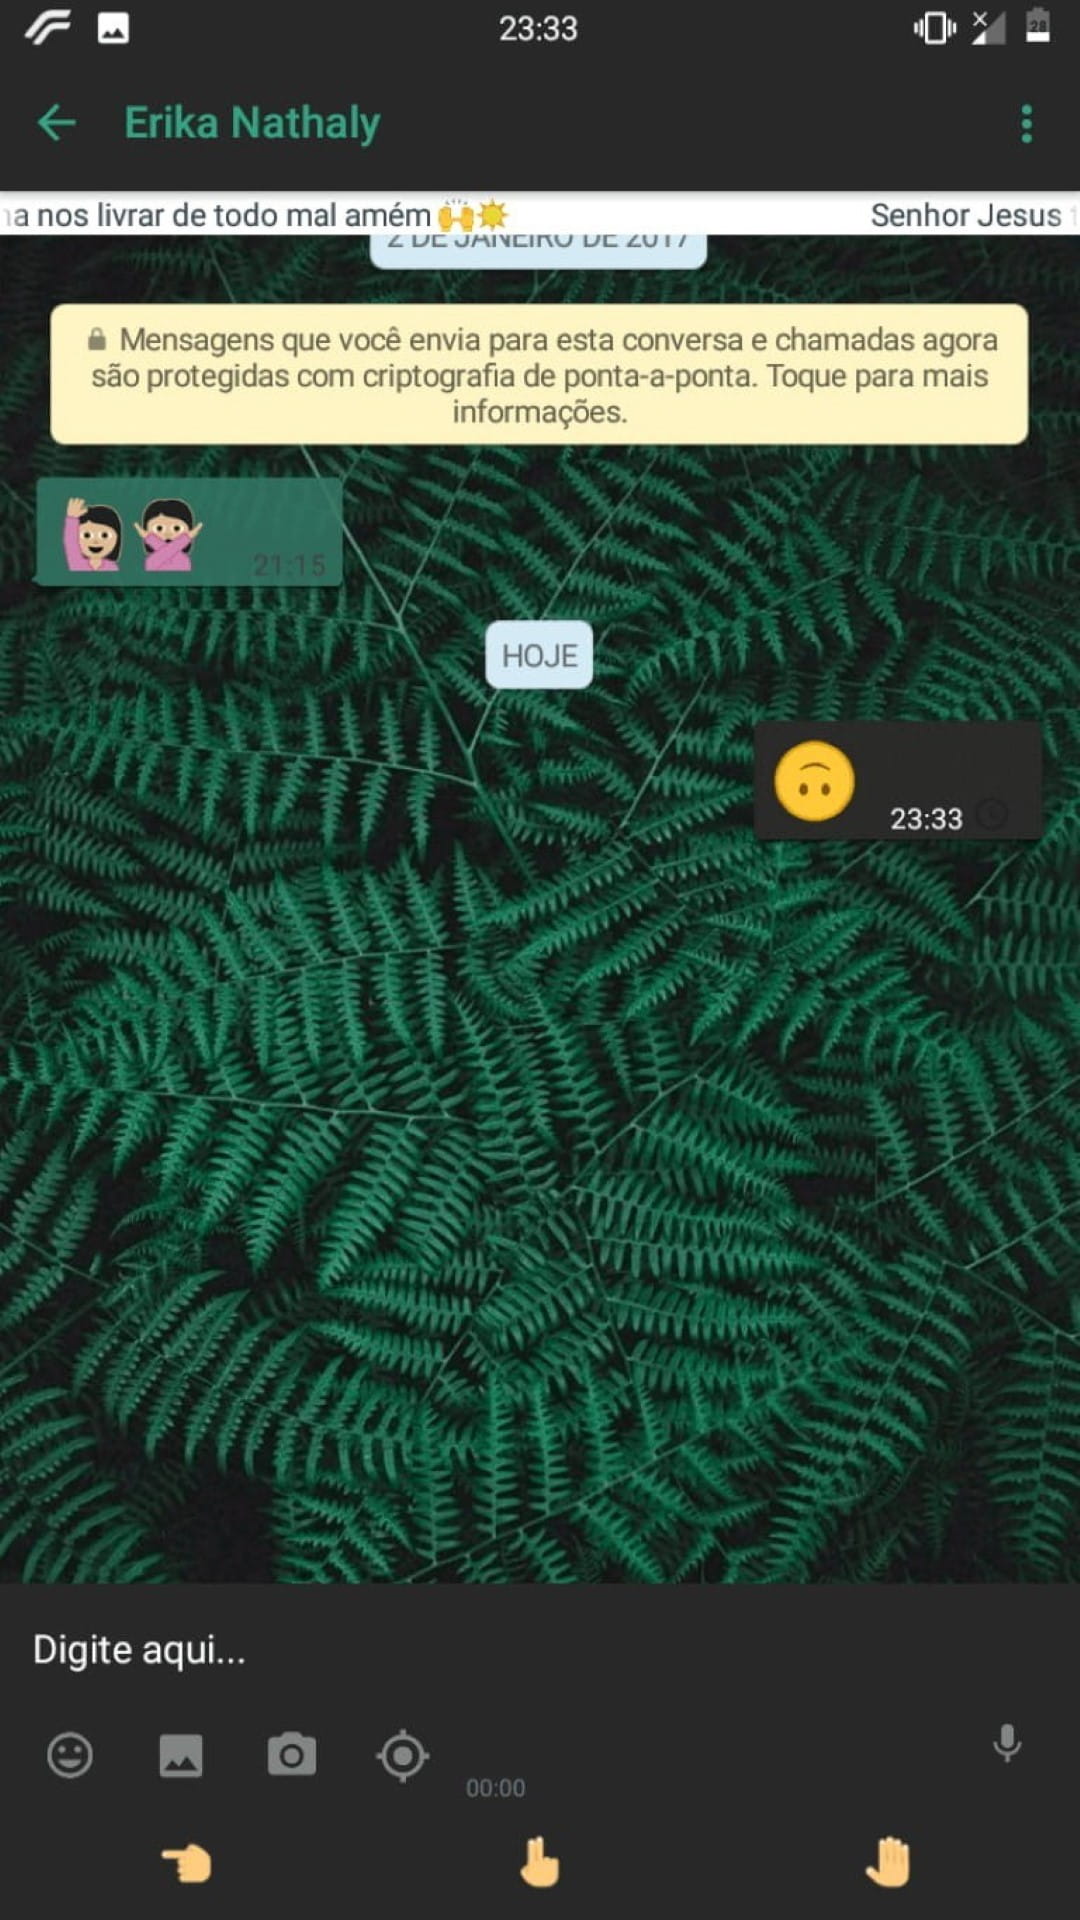 23:33
28
Erika Nathaly
a nos livrar de todo mal amém 🙌☀ Senhor Jesus
2 DE JANEIRO DE 2017
Mensagens que você envia para esta conversa e chamadas agora
são protegidas com criptografia de ponta-a-ponta. Toque para mais
informações.
21:15
HOJE
23:33
Digite aqui...
00:00